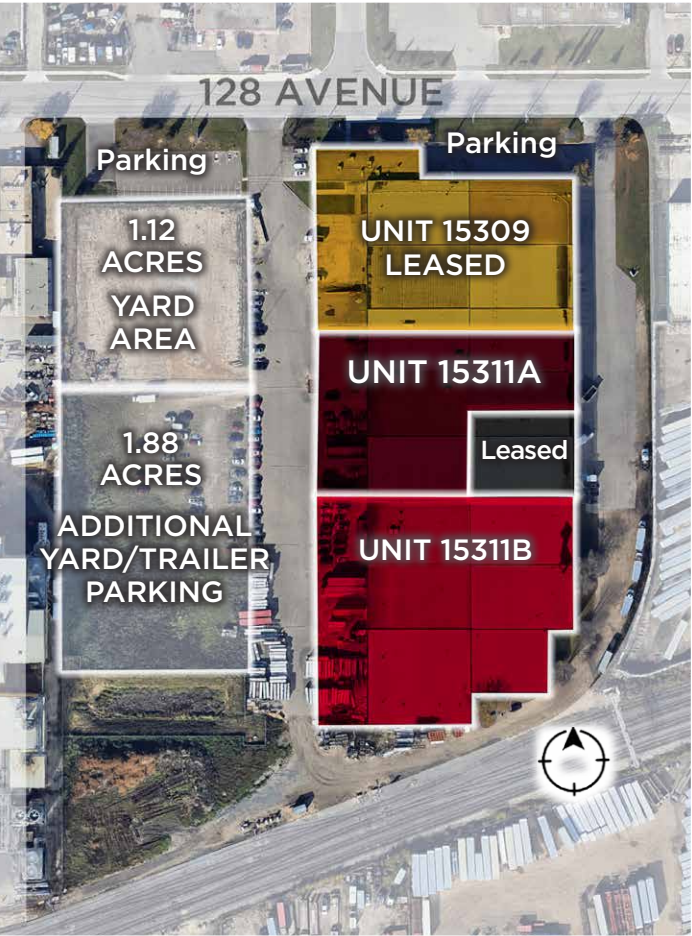 128 AVENUE
Parking
Parking
1.12
ACRES
YARD
AREA
UNIT 15309
LEASED
UNIT 15311A
Leased
1.88
ACRES
ADDITIONAL
YARD/TRAILER
PARKING
UNIT 15311B